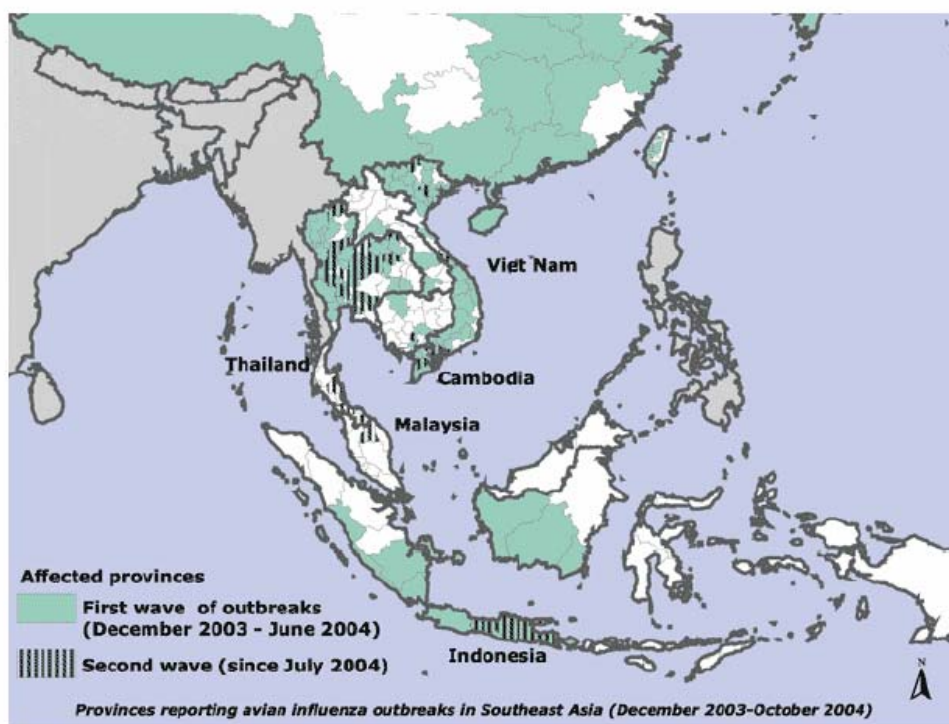 Viet Nam
Thailand
Cambodia
Malaysia
Affected provinces
First wave of outbreaks
(December 2003 - June 2004)
Second wave (since July 2004)
Indonesia
N
Provinces reporting avian influenza outbreaks in Southeast Asia (December 2003-October 2004)